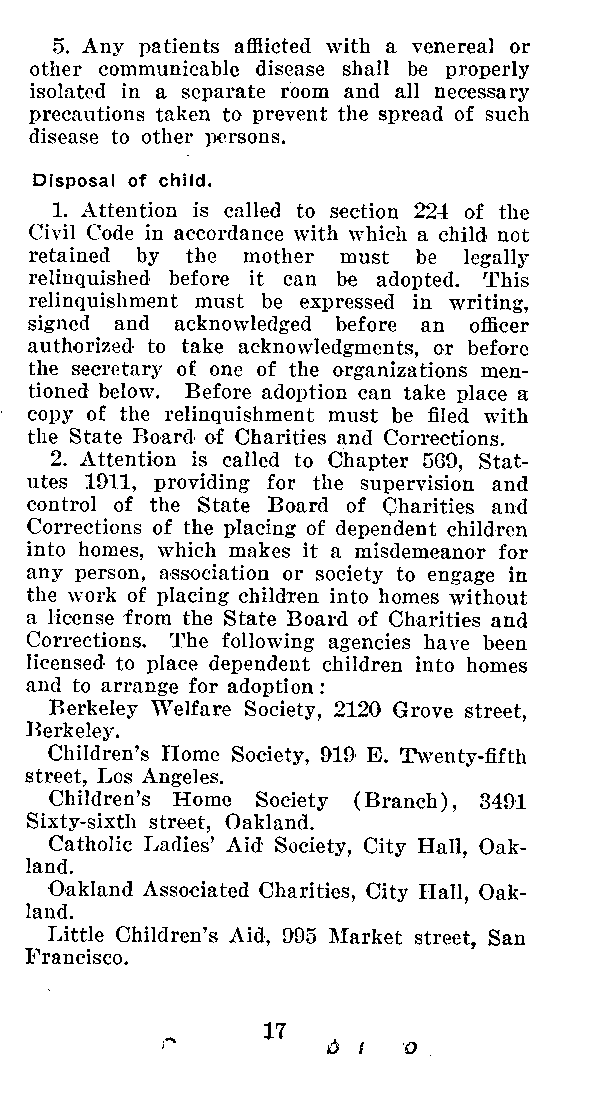 5. Any patients afflicted with a venereal or
other communicable disease shall be properly
isolated in a separate room and all necessary
precautions taken to prevent the spread of such
disease to other persons.
Disposal of child.
1. Attention is called to section 224 of the
Civil Code in accordance with which a child not
retained by the mother must be legally
relinquished before it can be adopted. This
relinquishment must be expressed in writing,
signed and acknowledged before an officer
authorized to take acknowledgments, or before
the secretary of one of the organizations men-
tioned below. Before adoption can take place a
copy of the relinquishment must be filed with
the State Board of Charities and Corrections.
2. Attention is called to Chapter 569, Stat-
utes 1911, providing for the supervision and
control of the State Board of Charities and
Corrections of the placing of dependent children
into homes, which makes it a misdemeanor for
any person, association or society to engage in
the work of placing children into homes without
a license from the State Board of Charities and
Corrections. The following agencies have been
licensed to place dependent children into homes
and to arrange for adoption:
Berkeley Welfare Society, 2120 Grove street,
Berkeley.
Children's Home Society, 919 E. Twenty-fifth
street, Los Angeles.
Children's Home Society (Branch), 3491
Sixty-sixth street, Oakland.
Catholic Ladies' Aid Society, City Hall, Oak-
land.
Oakland Associated Charities, City Hall, Oak-
land.
Little Children's Aid, 995 Market street, San
Francisco.
17